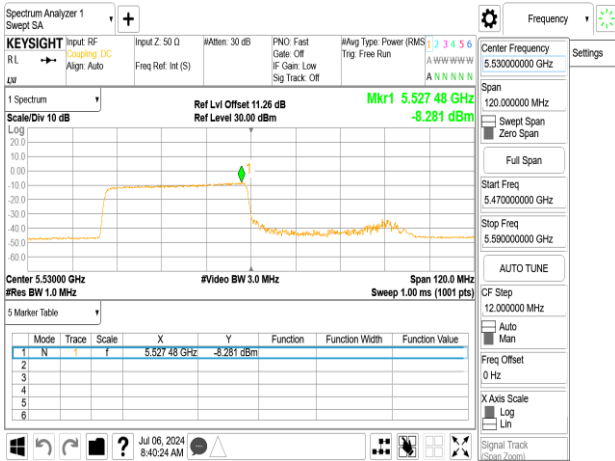 Spectrum Analyzer 1
Swept SA
+
Frequency
Settings
KEYSIGHT
RL
Input: RF
Coupling: DC
Align: Auto
Input Z: 50 Ω
Freq Ref: Int (S)
#Atten: 30 dB
PNO: Fast
Gate: Off
IF Gain: Low
Sig Track: Off
#Avg Type: Power (RMS
Trig: Free Run
1 2 3 4 5 6
A W W W W W
A N N N N N
1 Spectrum
Scale/Div 10 dB
Ref Lvl Offset 11.26 dB
Ref Level 30.00 dBm
Mkr1 5.527 48 GHz
-8.281 dBm
Log
20.0
10.0
0.00
-10.0
-20.0
-30.0
-40.0
-50.0
-60.0
1
Center 5.53000 GHz
#Res BW 1.0 MHz
#Video BW 3.0 MHz
Span 120.0 MHz
Sweep 1.00 ms (1001 pts)
5 Marker Table
Mode Trace Scale X Y Function Function Width Function Value
1 N 1 f 5.527 48 GHz -8.281 dBm
2
3
4
5
6
Center Frequency
5.530000000 GHz
Span
120.000000 MHz
Swept Span
Zero Span
Full Span
Start Freq
5.470000000 GHz
Stop Freq
5.590000000 GHz
AUTO TUNE
CF Step
12.000000 MHz
Auto
Man
Freq Offset
0 Hz
X Axis Scale
Log
Lin
Signal Track
(Span Zoom)
?
Jul 06, 2024
8:40:24 AM